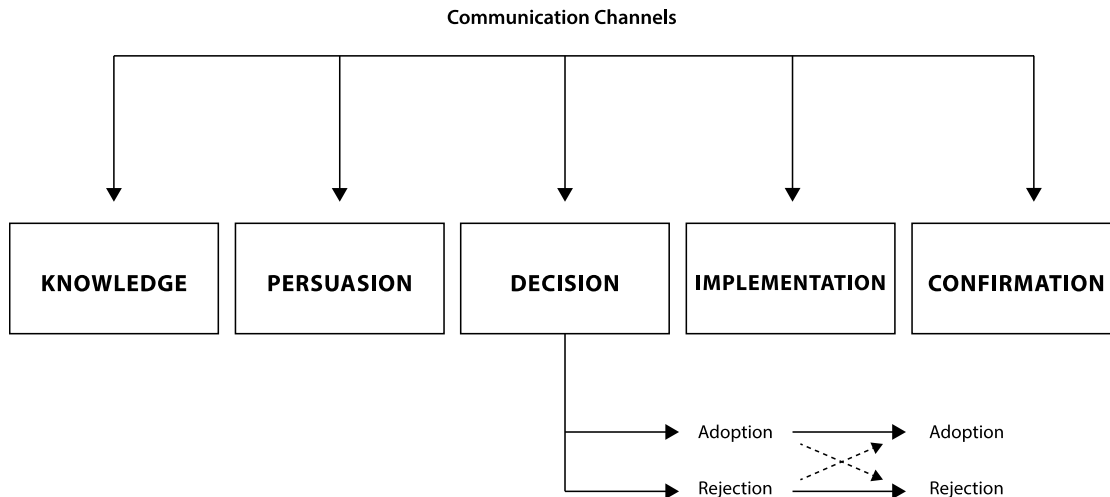 Communication Channels
KNOWLEDGE
PERSUASION
DECISION
IMPLEMENTATION
CONFIRMATION
Adoption
Adoption
Rejection
Rejection